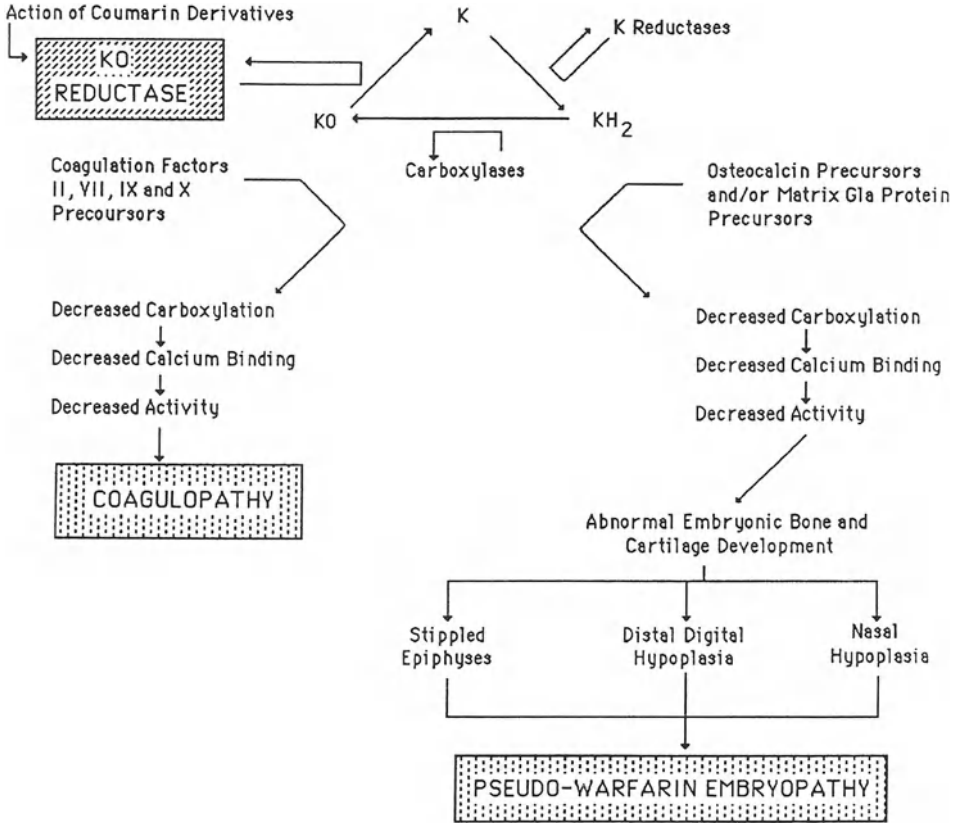 Action of Coumarin Derivatives
KO
REDUCTASE
K
K Reductases
KO
KH2
Carboxylases
Coagulation Factors
II, YII, IX and X
Precoursors
Osteocalcin Precursors
and/or Matrix Gla Protein
Precursors
Decreased Carboxylation
Decreased Calcium Binding
Decreased Activity
COAGULOPATHY
Decreased Carboxylation
Decreased Calcium Binding
Decreased Activity
Abnormal Embryonic Bone and
Cartilage Development
Stippled
Epiphyses
Distal Digital
Hypoplasia
Nasal
Hypoplasia
PSEUDO-WARFARIN EMBRYOPATHY